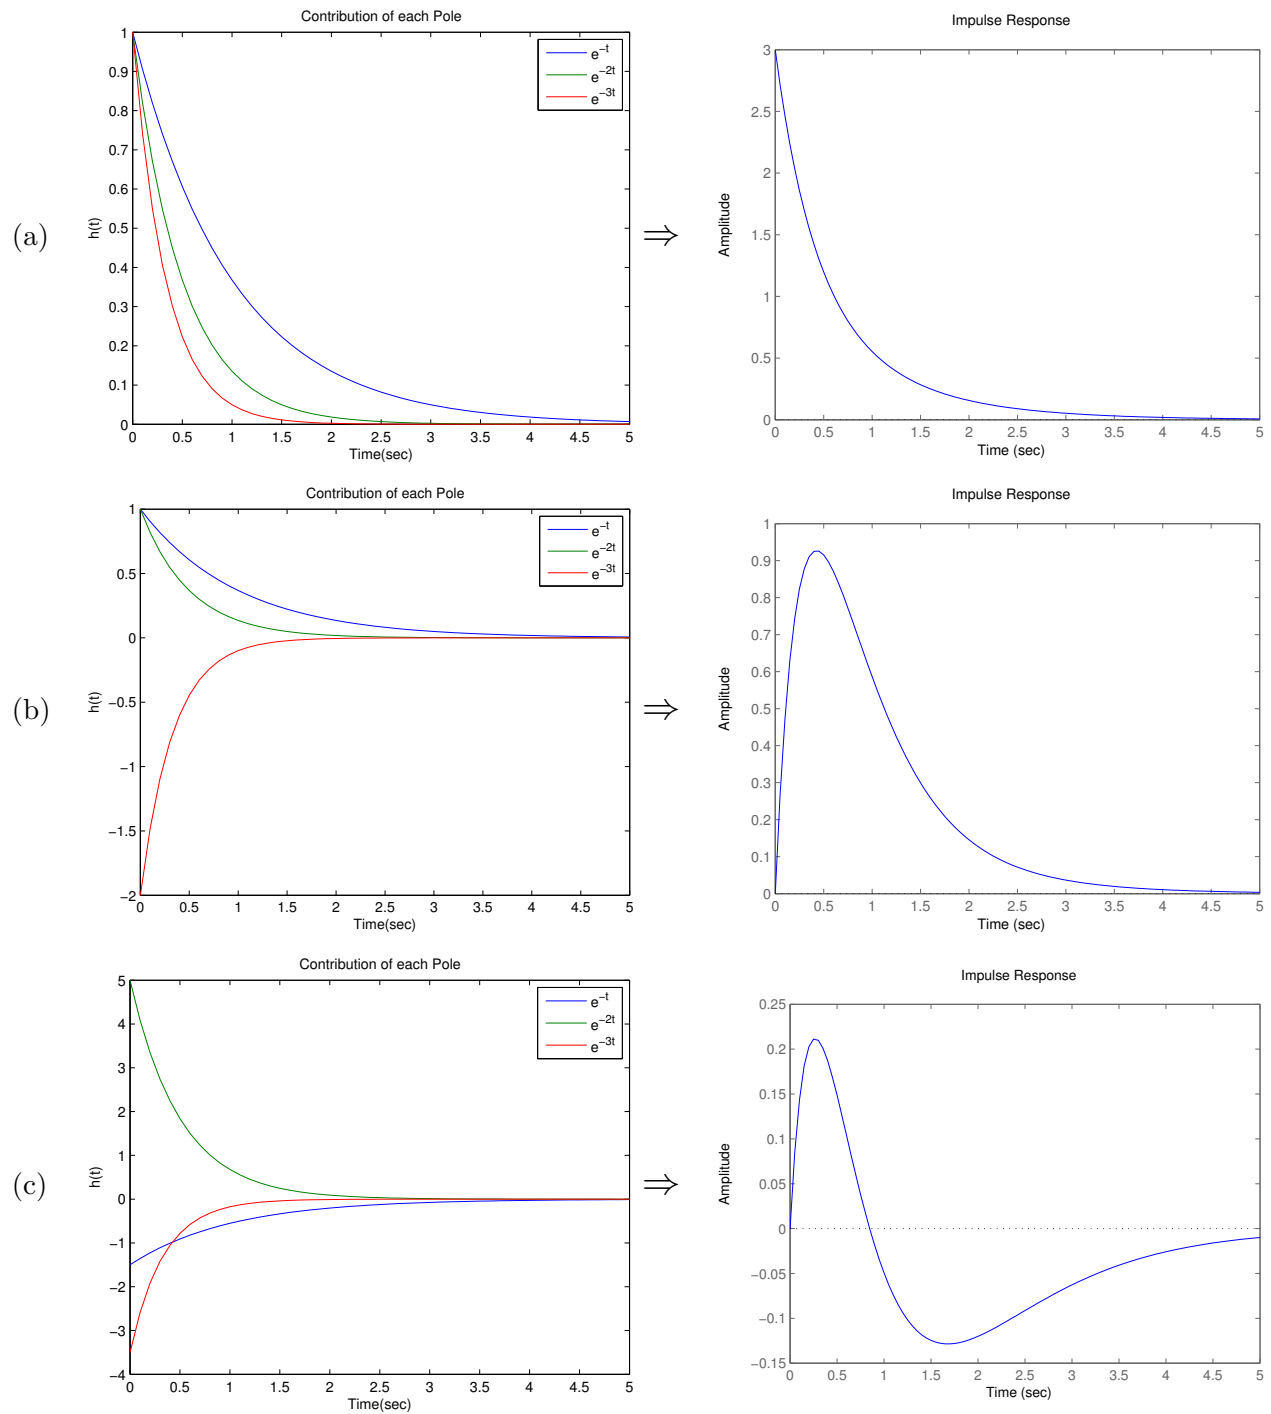 (a)
Contribution of each Pole
h(t)
1
0.9
0.8
0.7
0.6
0.5
0.4
0.3
0.2
0.1
0
0 0.5 1 1.5 2 2.5 3 3.5 4 4.5 5
Time(sec)
e^−t
e^−2t
e^−3t
⇒
Impulse Response
Amplitude
3
2.5
2
1.5
1
0.5
0
0 0.5 1 1.5 2 2.5 3 3.5 4 4.5 5
Time (sec)
(b)
Contribution of each Pole
h(t)
1
0.5
0
−0.5
−1
−1.5
−2
0 0.5 1 1.5 2 2.5 3 3.5 4 4.5 5
Time(sec)
e^−t
e^−2t
e^−3t
⇒
Impulse Response
Amplitude
1
0.9
0.8
0.7
0.6
0.5
0.4
0.3
0.2
0.1
0
0 0.5 1 1.5 2 2.5 3 3.5 4 4.5 5
Time (sec)
(c)
Contribution of each Pole
h(t)
5
4
3
2
1
0
−1
−2
−3
−4
0 0.5 1 1.5 2 2.5 3 3.5 4 4.5 5
Time(sec)
e^−t
e^−2t
e^−3t
⇒
Impulse Response
Amplitude
0.25
0.2
0.15
0.1
0.05
0
−0.05
−0.1
−0.15
0 0.5 1 1.5 2 2.5 3 3.5 4 4.5 5
Time (sec)